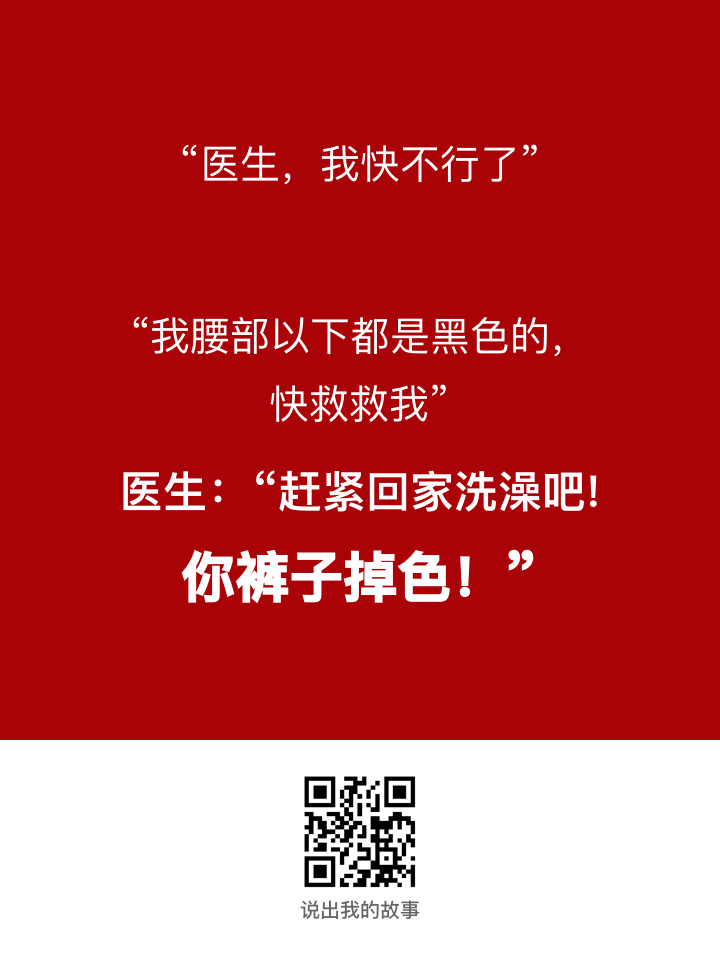 “医生，我快不行了”
“我腰部以下都是黑色的，
快救救我”
医生：“赶紧回家洗澡吧!
你裤子掉色！”
说出我的故事